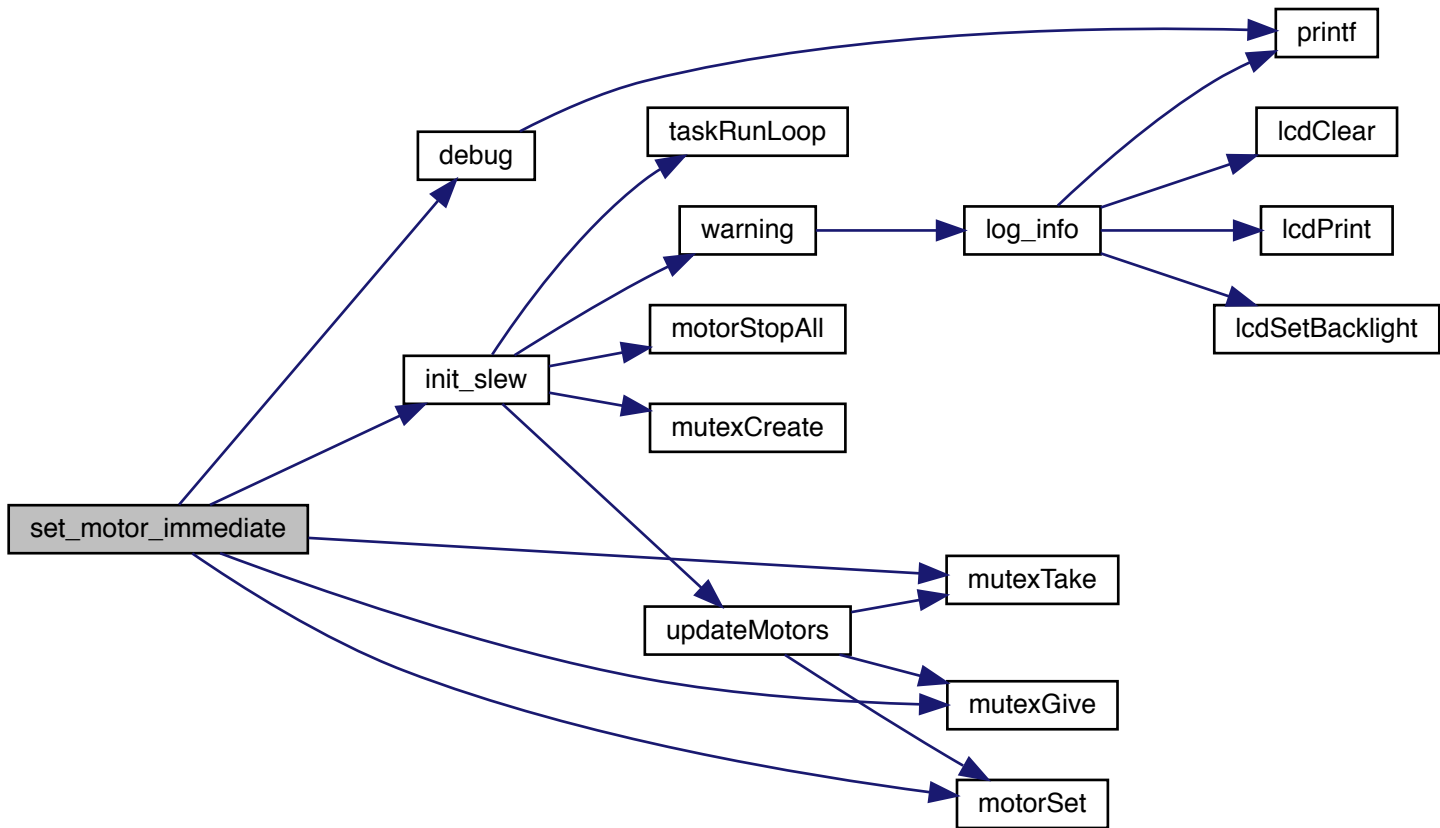 printf
debug
taskRunLoop
lcdClear
warning
log_info
lcdPrint
motorStopAll
lcdSetBacklight
init_slew
mutexCreate
set_motor_immediate
mutexTake
updateMotors
mutexGive
motorSet